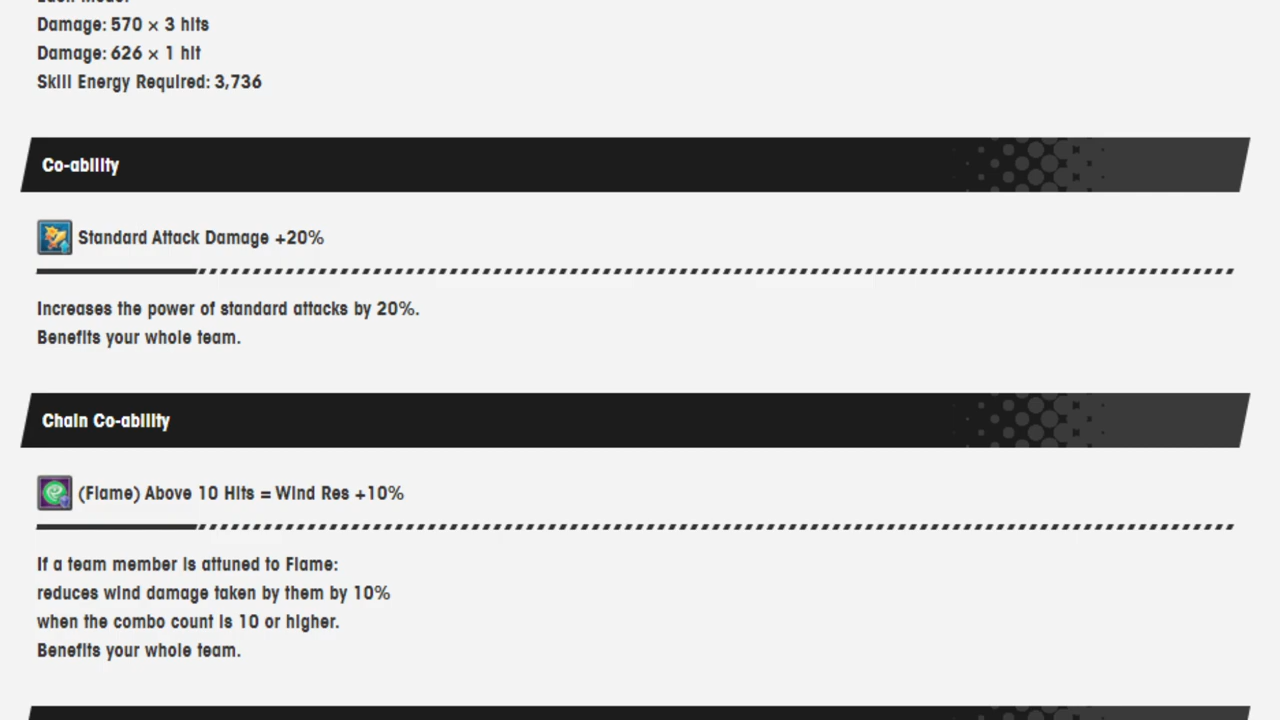 Damage: 570 × 3 hits
Damage: 626 × 1 hit
Skill Energy Required: 3,736
Co-ability
Standard Attack Damage +20%
Increases the power of standard attacks by 20%.
Benefits your whole team.
Chain Co-ability
(Flame) Above 10 Hits = Wind Res +10%
If a team member is attuned to Flame:
reduces wind damage taken by them by 10%
when the combo count is 10 or higher.
Benefits your whole team.